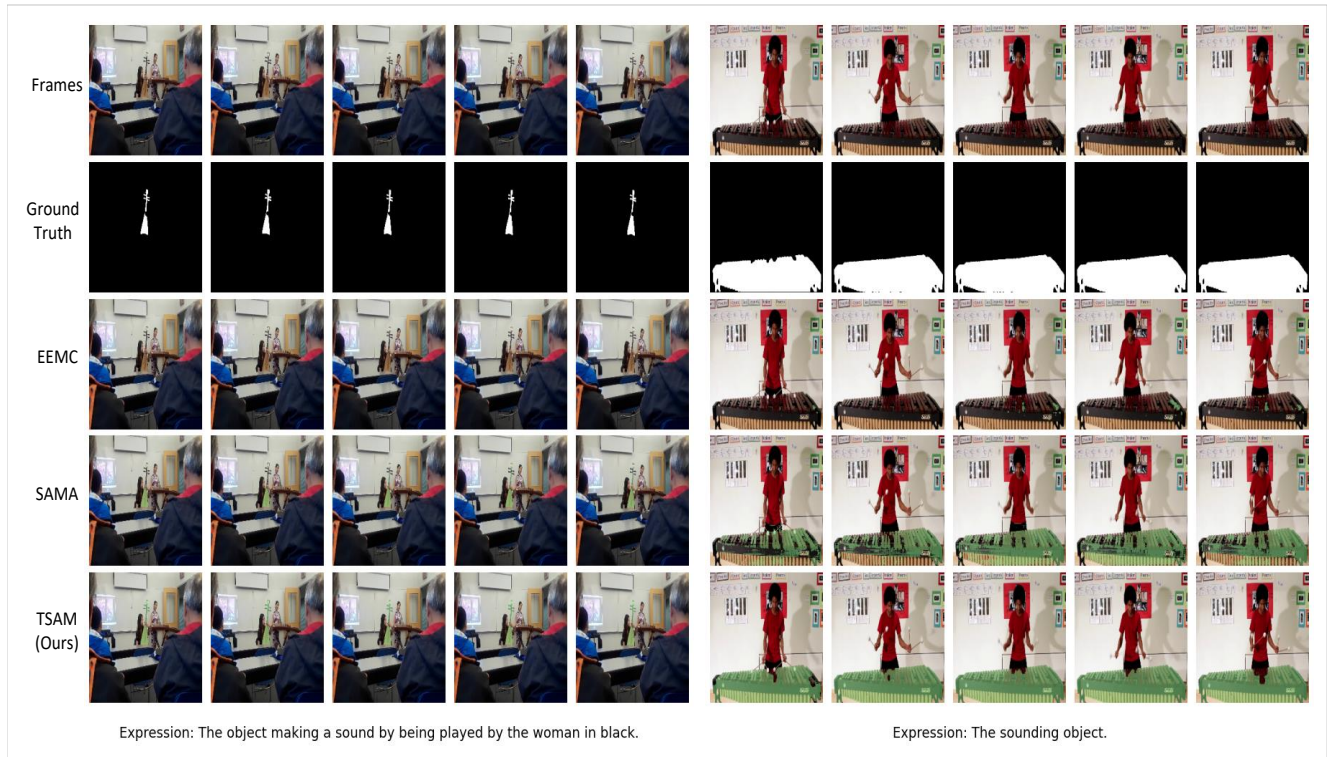 Frames
Ground
Truth
EEMC
SAMA
TSAM
(Ours)
Expression: The object making a sound by being played by the woman in black.
Expression: The sounding object.